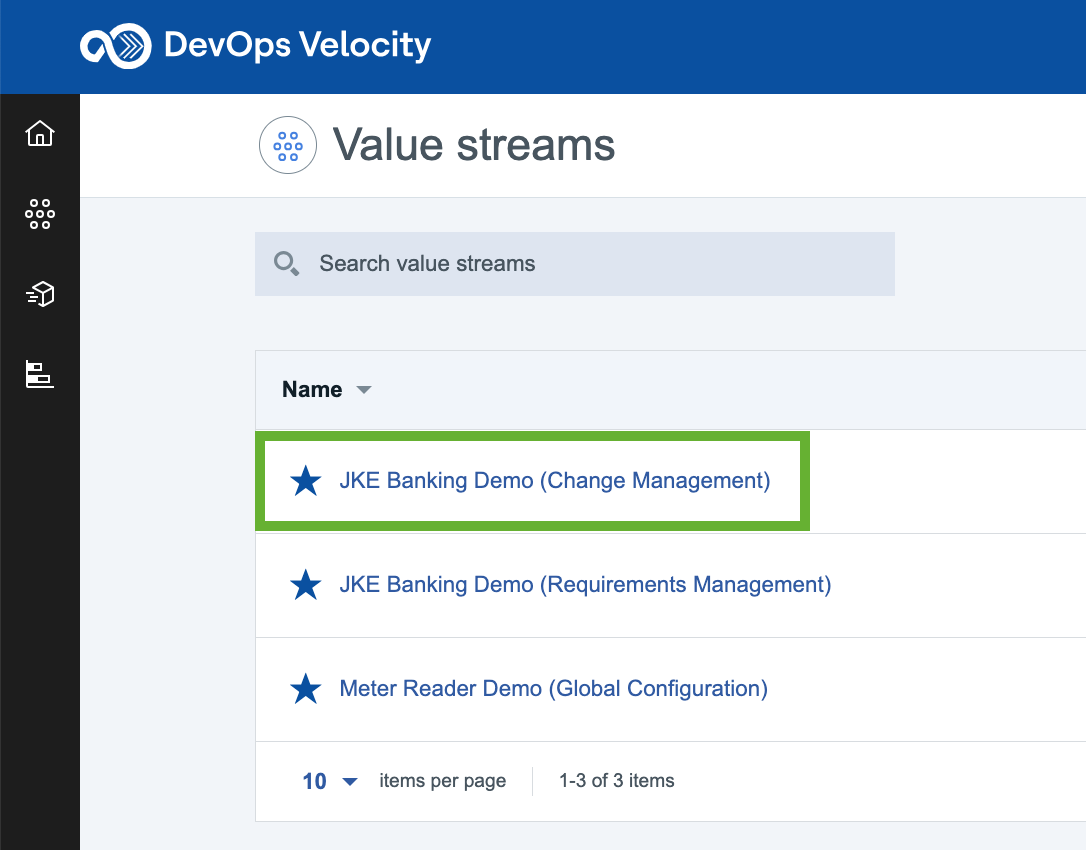 DevOps Velocity
Value streams
Search value streams
Name
JKE Banking Demo (Change Management)
JKE Banking Demo (Requirements Management)
Meter Reader Demo (Global Configuration)
10 items per page 1-3 of 3 items